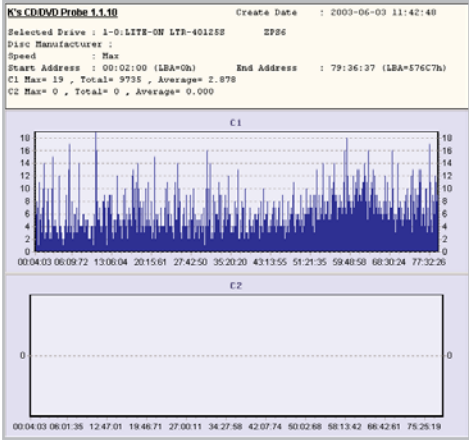 K's CD/DVD Probe 1.1.10 Create Date : 2003-06-03 11:42:48
Selected Drive : 1-0:LITE-ON LTR-40125S ZPS6
Disc Manufacturer :
Speed : Max
Start Address : 00:02:00 (LBA=0h) End Address : 79:36:37 (LBA=576C7h)
C1 Max= 19 , Total= 9735 , Average= 2.878
C2 Max= 0 , Total= 0 , Average= 0.000
C1
18 18
16 16
14 14
12 12
10 10
8 8
6 6
4 4
2 2
0 0
00:04:03 06:09:72 13:06:04 20:15:61 27:42:50 35:20:20 43:13:55 51:21:35 59:48:58 68:30:24 77:32:26
C2
0 0
00:04:03 06:01:35 12:47:01 19:46:71 27:00:11 34:27:58 42:07:74 50:02:68 58:13:42 66:42:61 75:25:19